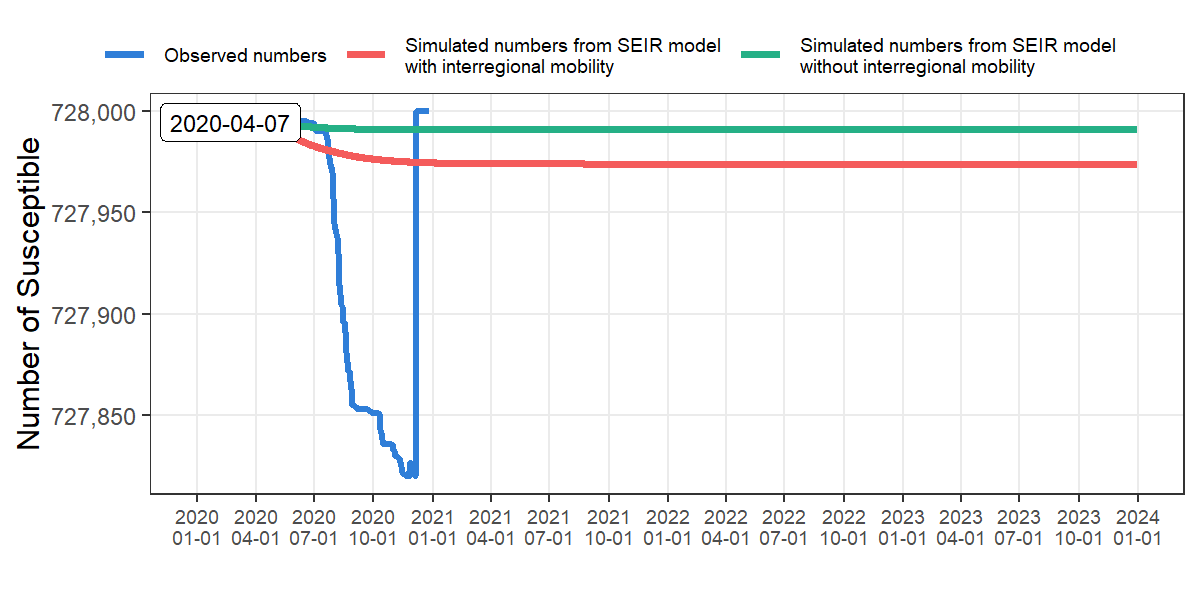 Observed numbers
Simulated numbers from SEIR model
with interregional mobility
Simulated numbers from SEIR model
without interregional mobility
Number of Susceptible
728,000
727,950
727,900
727,850
2020-04-07
2020 2020 2020 2020 2021 2021 2021 2021 2022 2022 2022 2022 2023 2023 2023 2023 2024
01-01 04-01 07-01 10-01 01-01 04-01 07-01 10-01 01-01 04-01 07-01 10-01 01-01 04-01 07-01 10-01 01-01